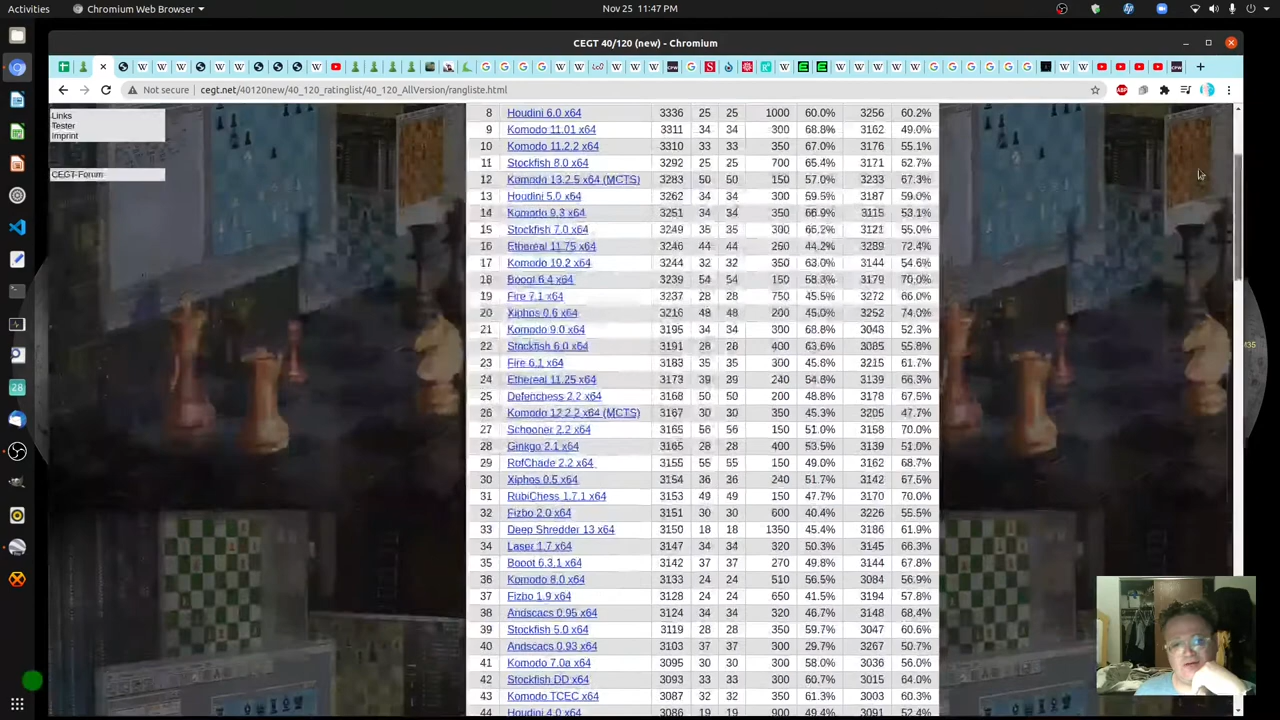 Activities
Chromium Web Browser
Nov 25 11:47 PM
CEGT 40/120 (new) - Chromium
Not secure
cegt.net/40120new/40_120_ratinglist/40_120_AllVersion/rangliste.html
Links
Tester
Imprint
CEGT-Forum
8 Houdini 6.0 x64 3336 25 25 1000 60.0% 3256 60.2%
9 Komodo 11.01 x64 3311 34 34 300 68.8% 3162 49.0%
10 Komodo 11.2.2 x64 3310 33 33 350 67.0% 3176 55.1%
11 Stockfish 8.0 x64 3292 25 25 700 65.4% 3171 62.7%
12 Komodo 13.2.5 x64 (MCTS) 3283 50 50 150 57.0% 3233 67.3%
13 Houdini 5.0 x64 3262 34 34 300 59.5% 3187 59.0%
14 Komodo 9.3 x64 3251 34 34 350 66.9% 3115 53.1%
15 Stockfish 7.0 x64 3249 35 35 300 66.2% 3121 55.0%
16 Ethereal 11.75 x64 3246 44 44 250 44.2% 3289 72.4%
17 Komodo 10.2 x64 3244 32 32 350 63.0% 3144 54.6%
18 Booot 6.4 x64 3239 54 54 150 58.3% 3179 70.0%
19 Fire 7.1 x64 3237 28 28 750 45.5% 3272 66.0%
20 Xiphos 0.6 x64 3216 48 48 200 45.0% 3252 74.0%
21 Komodo 9.0 x64 3195 34 34 300 68.8% 3048 52.3%
22 Stockfish 6.0 x64 3191 28 28 400 63.6% 3085 55.8%
23 Fire 6.1 x64 3183 35 35 300 45.8% 3215 61.7%
24 Ethereal 11.25 x64 3173 39 39 240 54.8% 3139 66.3%
25 Defenchess 2.2 x64 3168 50 50 200 48.8% 3178 67.5%
26 Komodo 12.2.2 x64 (MCTS) 3167 30 30 350 45.3% 3205 47.7%
27 Schooner 2.2 x64 3165 56 56 150 51.0% 3158 70.0%
28 Ginkgo 2.1 x64 3165 28 28 400 53.5% 3139 51.0%
29 RofChade 2.2 x64 3155 55 55 150 49.0% 3162 68.7%
30 Xiphos 0.5 x64 3154 36 36 240 51.7% 3142 67.5%
31 RubiChess 1.7.1 x64 3153 49 49 150 47.7% 3170 70.0%
32 Fizbo 2.0 x64 3151 30 30 600 40.4% 3226 55.5%
33 Deep Shredder 13 x64 3150 18 18 1350 45.4% 3186 61.9%
34 Laser 1.7 x64 3147 34 34 320 50.3% 3145 66.3%
35 Booot 6.3.1 x64 3142 37 37 270 49.8% 3144 67.8%
36 Komodo 8.0 x64 3133 24 24 510 56.5% 3084 56.9%
37 Fizbo 1.9 x64 3128 24 24 650 41.5% 3194 57.8%
38 Andscacs 0.95 x64 3124 34 34 320 46.7% 3148 68.4%
39 Stockfish 5.0 x64 3119 28 28 350 59.7% 3047 60.6%
40 Andscacs 0.93 x64 3103 37 37 300 29.7% 3267 50.7%
41 Komodo 7.0a x64 3095 30 30 300 58.0% 3036 56.0%
42 Stockfish DD x64 3093 33 33 300 60.7% 3015 64.0%
43 Komodo TCEC x64 3087 32 32 350 61.3% 3003 60.3%
44 Houdini 4.0 x64 3086 19 19 900 49.4% 3091 52.4%
28